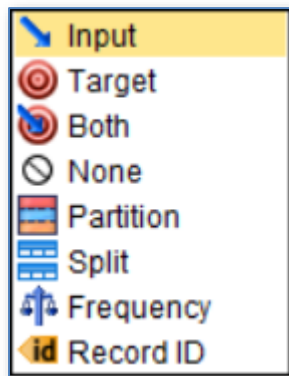 Input
Target
Both
None
Partition
Split
Frequency
id Record ID